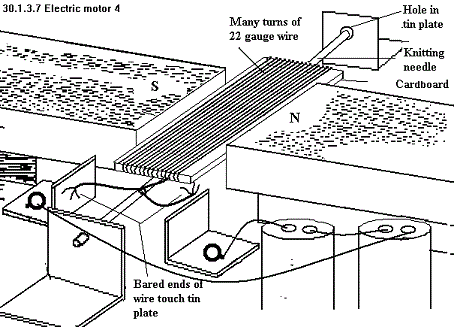 30.1.3.7 Electric motor 4
Many turns of
22 gauge wire
Hole in
tin plate
Knitting
needle
Cardboard
S
N
Bared ends of
wire touch tin
plate